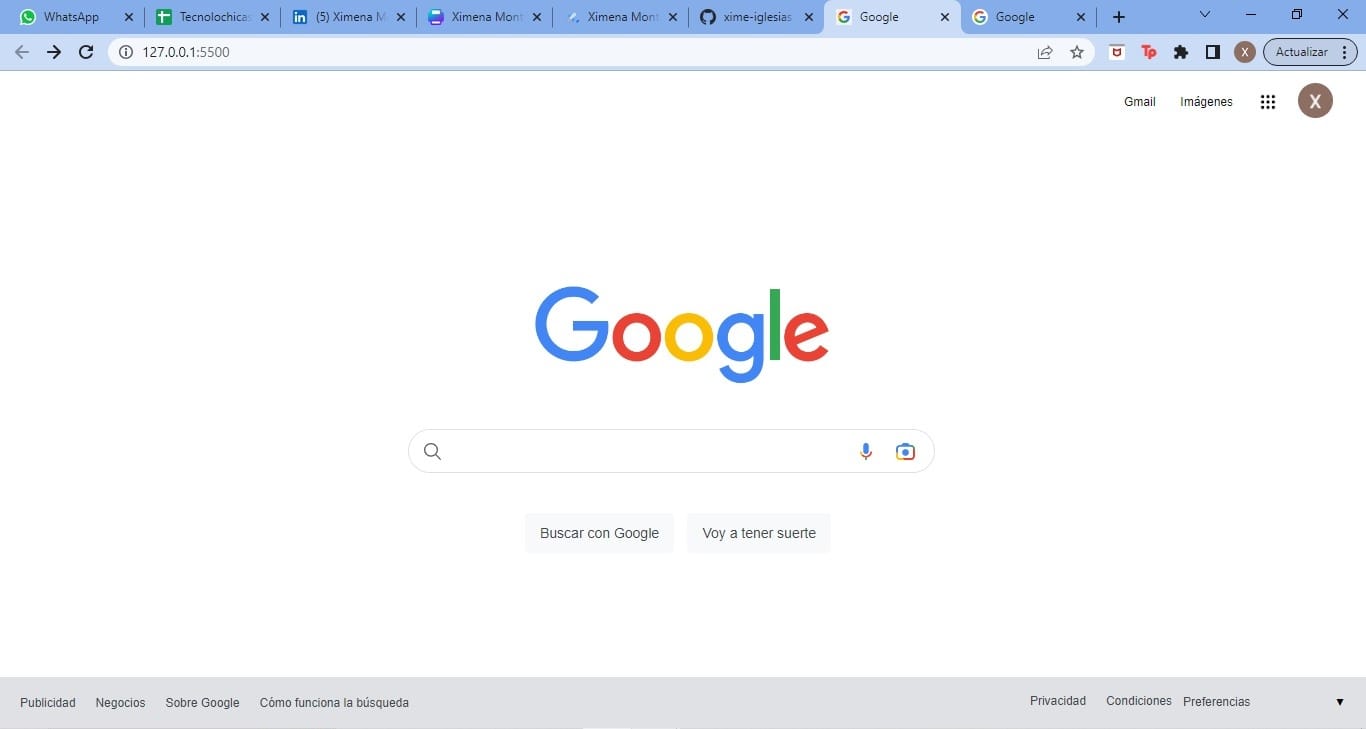 WhatsApp Tecnolochicas (5) Ximena M Ximena Mont Ximena Mont xime-iglesias Google Google
127.0.0.1:5500 Tp X Actualizar
Gmail Imágenes X
Google
Buscar con Google Voy a tener suerte
Publicidad Negocios Sobre Google Cómo funciona la búsqueda Privacidad Condiciones Preferencias